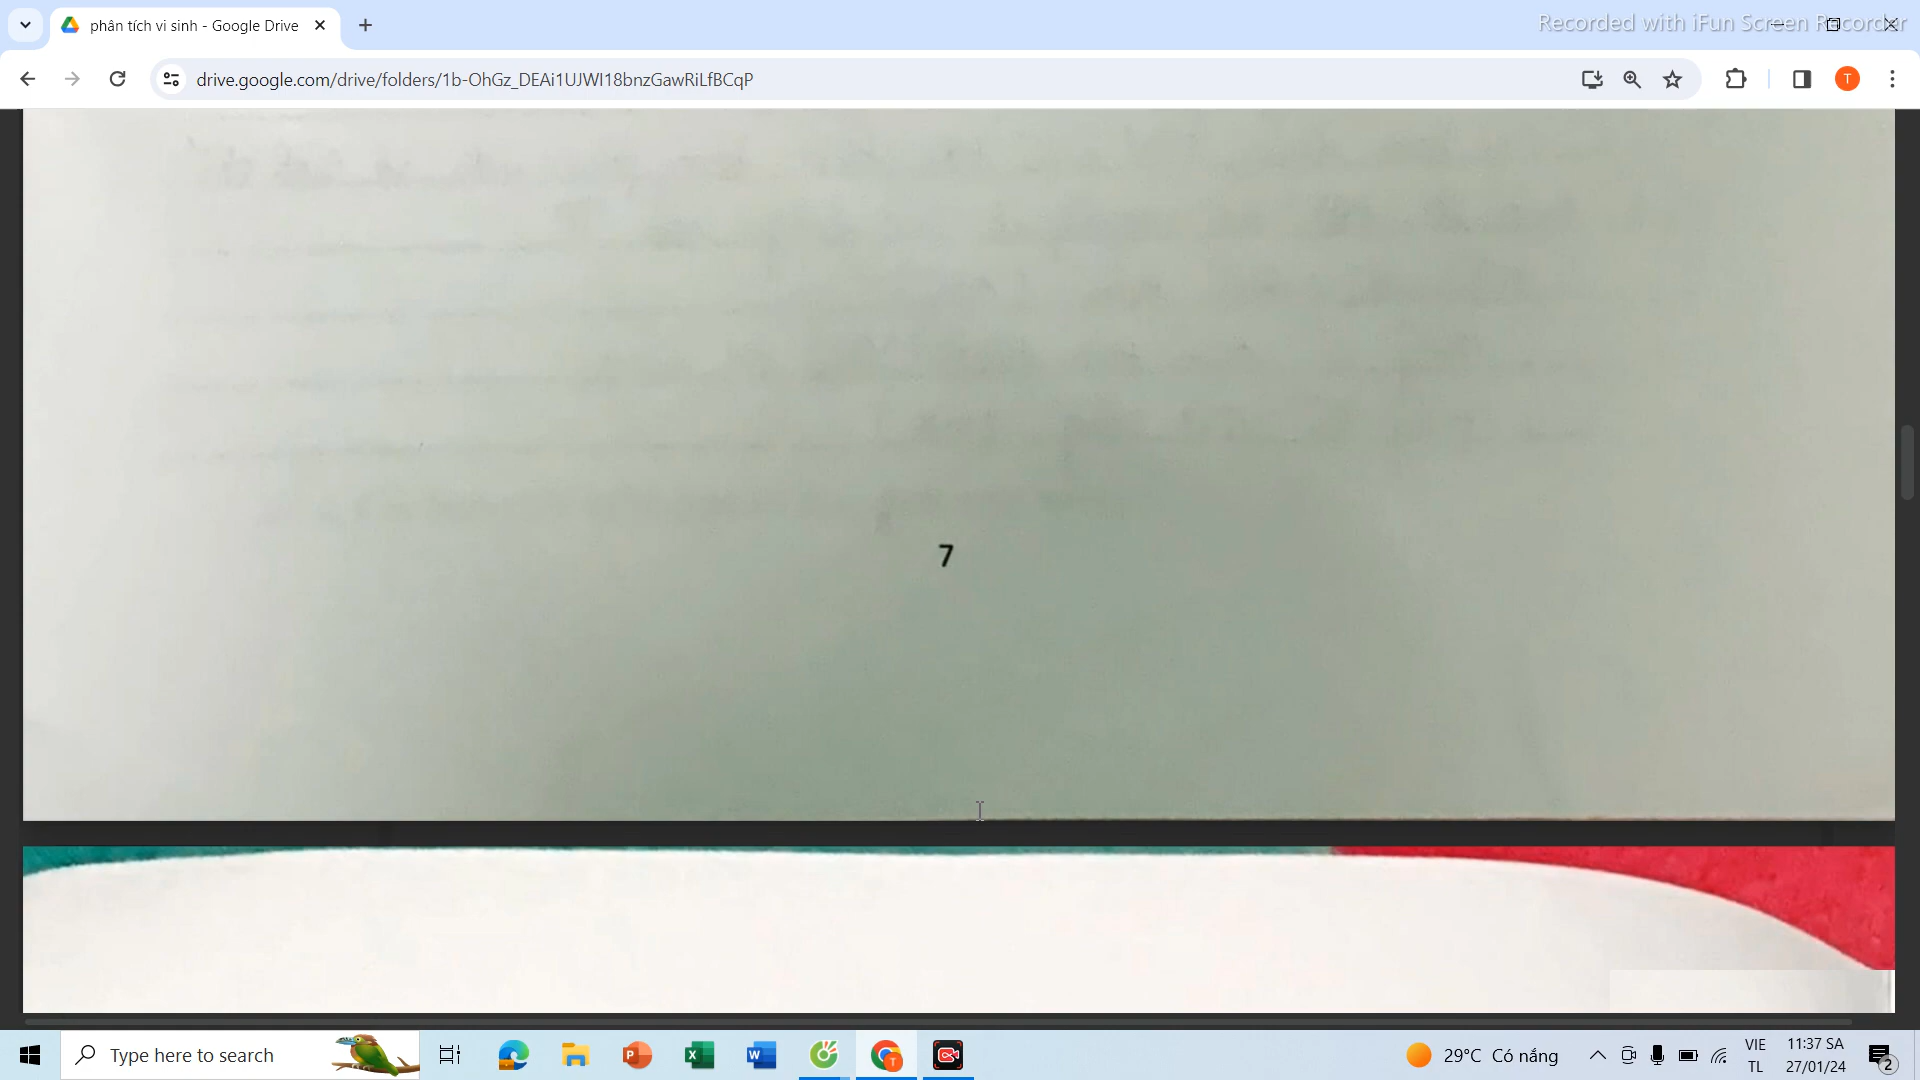 phân tích vi sinh - Google Drive
Recorded with iFun Screen Recorder
drive.google.com/drive/folders/1b-OhGz_DEAi1UJWI18bnzGawRiLfBCqP
T
7
Type here to search
29°C Có nắng
VIE
TL
11:37 SA
27/01/24
2